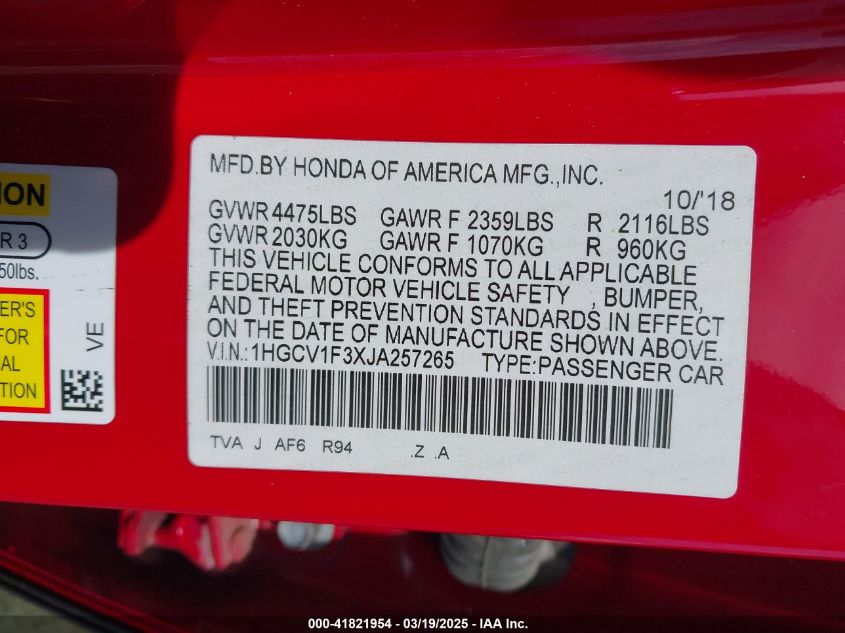 ION
R 3
50lbs.
ER'S
FOR
AL
TION
VE
MFD.BY HONDA OF AMERICA MFG.,INC.
10/'18
GVWR 4475LBS GAWR F 2359LBS R 2116LBS
GVWR 2030KG GAWR F 1070KG R 960KG
THIS VEHICLE CONFORMS TO ALL APPLICABLE
FEDERAL MOTOR VEHICLE SAFETY , BUMPER,
AND THEFT PREVENTION STANDARDS IN EFFECT
ON THE DATE OF MANUFACTURE SHOWN ABOVE.
V.I.N.:1HGCV1F3XJA257265 TYPE:PASSENGER CAR
TVA J AF6 R94 .Z .A
000-41821954 - 03/19/2025 - IAA Inc.